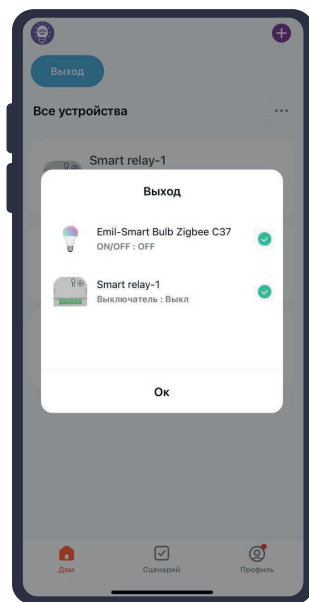 Выход
Все устройства
Smart relay-1
Выход
Emil-Smart Bulb Zigbee C37
ON/OFF : OFF
Smart relay-1
Выключатель : Выкл
Ок
Дом
Сценарий
Профиль